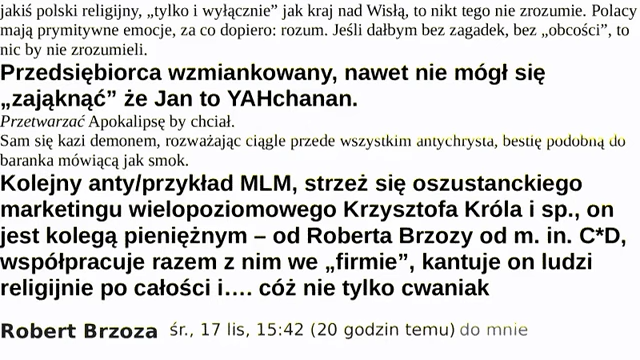 jakiś polski religijny, „tylko i wyłącznie” jak kraj nad Wisłą, to nikt tego nie zrozumie. Polacy
mają prymitywne emocje, za co dopiero: rozum. Jeśli dałbym bez zagadek, bez „obcości”, to
nic by nie zrozumieli.
Przedsiębiorca wzmiankowany, nawet nie mógł się
„zająknąć” że Jan to YAHchanan.
Przetwarzać Apokalipsę by chciał.
Sam się kazi demonem, rozważając ciągle przede wszystkim antychrysta, bestię podobną do
baranka mówiącą jak smok.
Kolejny anty/przykład MLM, strzeż się oszustanckiego
marketingu wielopoziomowego Krzysztofa Króla i sp., on
jest kolegą pieniężnym – od Roberta Brzozy od m. in. C*D,
współpracuje razem z nim we „firmie”, kantuje on ludzi
religijnie po całości i…. cóż nie tylko cwaniak
Robert Brzoza śr., 17 lis, 15:42 (20 godzin temu) do mnie